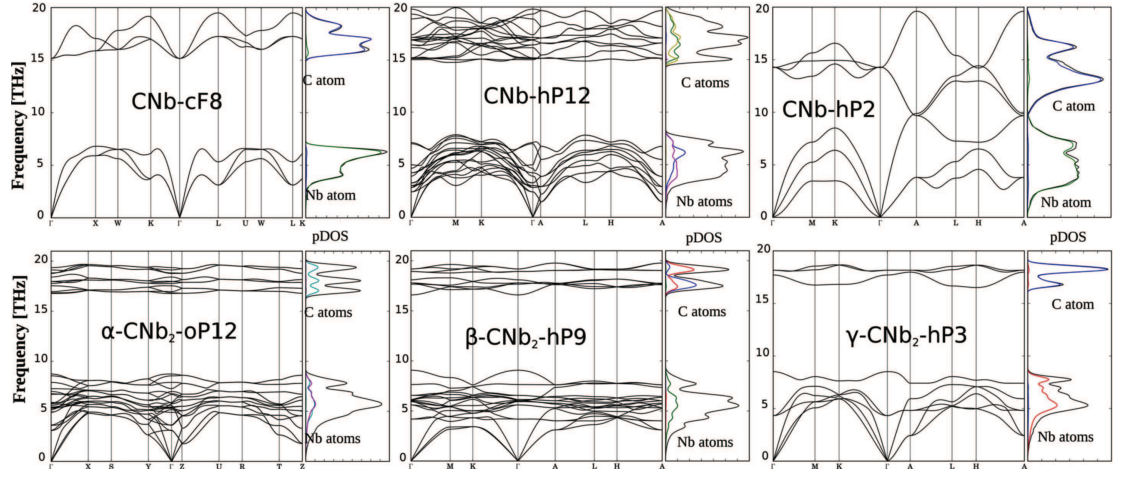 20
15
10
5
0
Frequency [THz]
CNb-cF8
C atom
Nb atom
Γ X W K Γ L U W L K
20
15
10
5
0
CNb-hP12
C atoms
Nb atoms
Γ M K Γ A L H A
20
15
10
5
0
CNb-hP2
C atom
Nb atom
Γ M K Γ A L H A
pDOS
pDOS
pDOS
20
15
10
5
0
Frequency [THz]
α-CNb₂-oP12
C atoms
Nb atoms
Γ X S Y Γ Z U R T Z
20
15
10
5
0
β-CNb₂-hP9
C atoms
Nb atoms
Γ M K Γ A L H A
20
15
10
5
0
γ-CNb₂-hP3
C atom
Nb atoms
Γ M K Γ A L H A